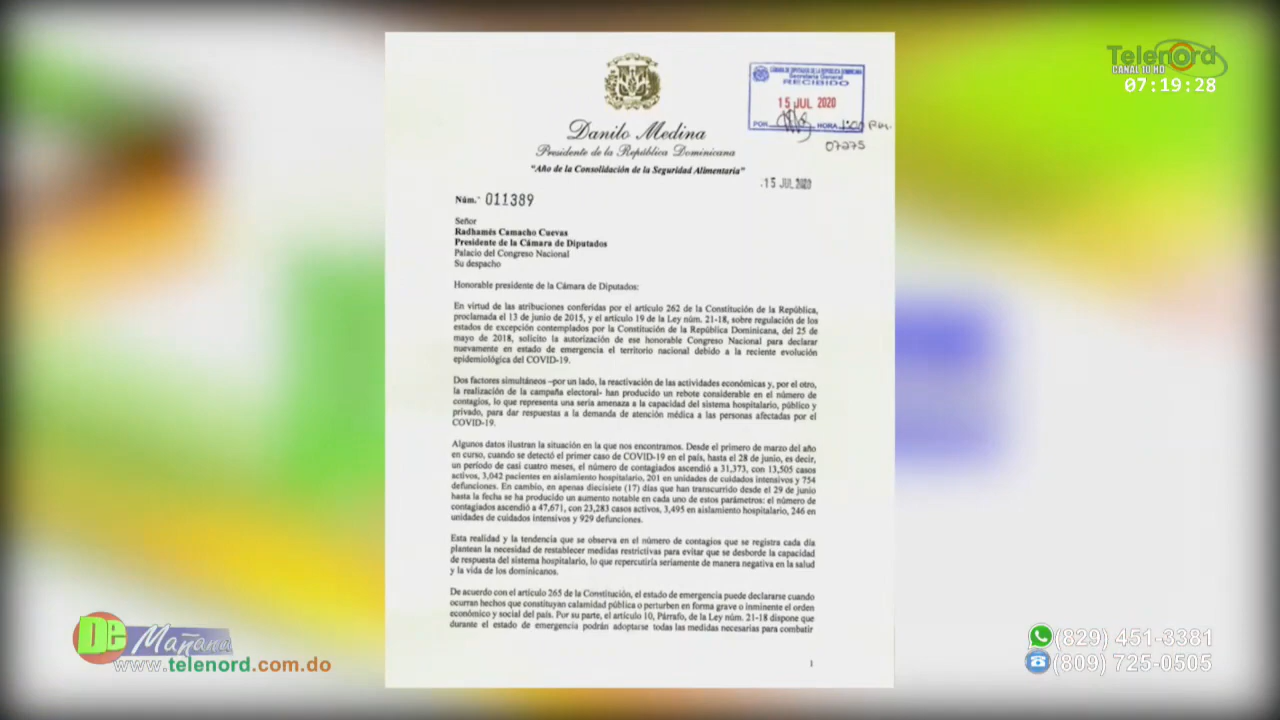 Telenord
CANAL 10 HD
07:19:28
CÁMARA DE DIPUTADOS DE LA REPÚBLICA DOMINICANA
Secretaría General
RECIBIDO
15 JUL 2020
POR HORA
07275
Danilo Medina
Presidente de la República Dominicana
"Año de la Consolidación de la Seguridad Alimentaria"
15 JUL 2020
Núm. 011389
Señor
Radhamés Camacho Cuevas
Presidente de la Cámara de Diputados
Palacio del Congreso Nacional
Su despacho
Honorable presidente de la Cámara de Diputados:
En virtud de las atribuciones conferidas por el artículo 262 de la Constitución de la República,
proclamada el 13 de junio de 2015, y el artículo 19 de la Ley núm. 21-18, sobre regulación de los
estados de excepción contemplados por la Constitución de la República Dominicana, del 25 de
mayo de 2018, solicito la autorización de ese honorable Congreso Nacional para declarar
nuevamente en estado de emergencia el territorio nacional debido a la reciente evolución
epidemiológica del COVID-19.
Dos factores simultáneos –por un lado, la reactivación de las actividades económicas y, por el otro,
la realización de la campaña electoral- han producido un rebote considerable en el número de
contagios, lo que representa una seria amenaza a la capacidad del sistema hospitalario, público y
privado, para dar respuestas a la demanda de atención médica a las personas afectadas por el
COVID-19.
Algunos datos ilustran la situación en la que nos encontramos. Desde el primero de marzo del año
en curso, cuando se detectó el primer caso de COVID-19 en el país, hasta el 28 de junio, es decir,
un período de casi cuatro meses, el número de contagiados ascendió a 31,373, con 13,505 casos
activos, 3,042 pacientes en aislamiento hospitalario, 201 en unidades de cuidados intensivos y 754
defunciones. En cambio, en apenas diecisiete (17) días que han transcurrido desde el 29 de junio
hasta la fecha se ha producido un aumento notable en cada uno de estos parámetros: el número de
contagiados ascendió a 47,671, con 23,283 casos activos, 3,495 en aislamiento hospitalario, 246 en
unidades de cuidados intensivos y 929 defunciones.
Esta realidad y la tendencia que se observa en el número de contagios que se registra cada día
plantean la necesidad de restablecer medidas restrictivas para evitar que se desborde la capacidad
de respuesta del sistema hospitalario, lo que repercutiría seriamente de manera negativa en la salud
y la vida de los dominicanos.
De acuerdo con el artículo 265 de la Constitución, el estado de emergencia puede declararse cuando
ocurran hechos que constituyan calamidad pública o perturben en forma grave o inminente el orden
económico y social del país. Por su parte, el artículo 10, Párrafo, de la Ley núm. 21-18 dispone que
durante el estado de emergencia podrán adoptarse todas las medidas necesarias para combatir
1
De Mañana
www.telenord.com.do
(829) 451-3381
(809) 725-0505